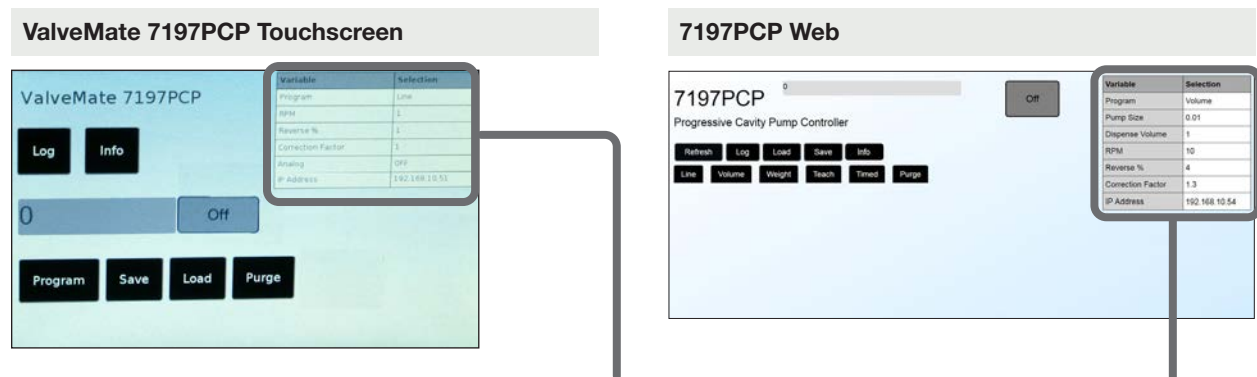 ValveMate 7197PCP Touchscreen
ValveMate 7197PCP
Log Info
0 Off
Program Save Load Purge
Variable Selection
Program Line
RPM 1
Reverse % 1
Correction Factor 1
Analog OFF
IP Address 192.168.10.53
7197PCP Web
7197PCP 0 Off
Progressive Cavity Pump Controller
Refresh Log Load Save Info
Line Volume Weight Teach Timed Purge
Variable Selection
Program Volume
Pump Size 0.01
Dispense Volume 1
RPM 10
Reverse % 4
Correction Factor 1.3
IP Address 192.168.10.54